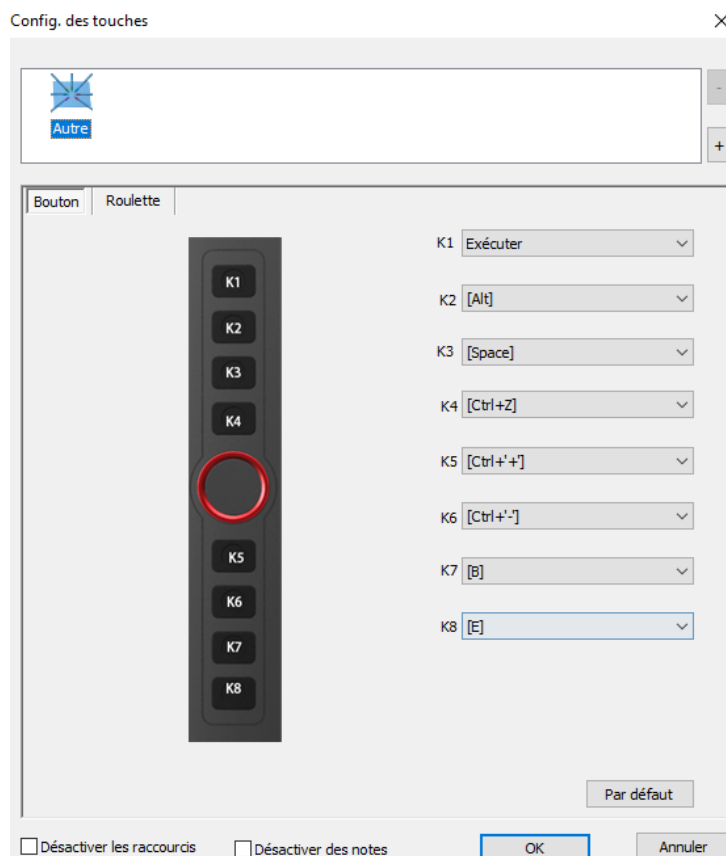 Config. des touches
Autre
-
+
Bouton Roulette
K1
K2
K3
K4
K5
K6
K7
K8
K1 Exécuter
K2 [Alt]
K3 [Space]
K4 [Ctrl+Z]
K5 [Ctrl+'+']
K6 [Ctrl+'-']
K7 [B]
K8 [E]
Par défaut
Désactiver les raccourcis Désactiver des notes OK Annuler